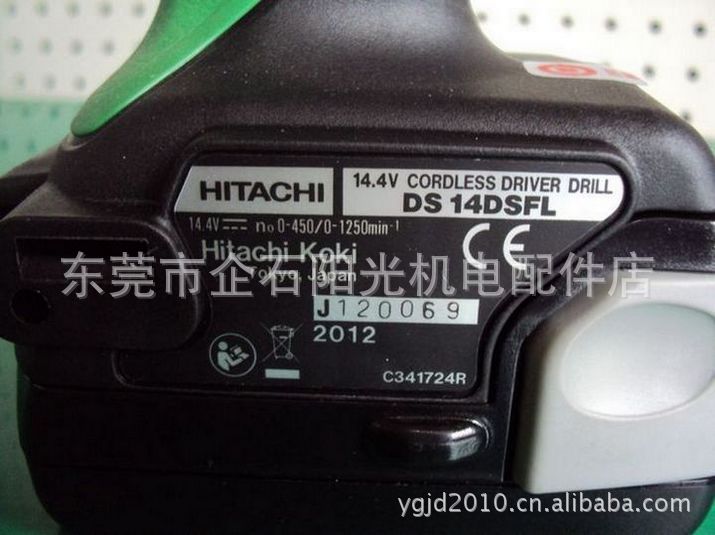 HITACHI
14.4V CORDLESS DRIVER DRILL
DS 14DSFL
14.4V n₀ 0-450/0-1250min⁻¹
Hitachi Koki
Tokyo, Japan
CE
东莞市企石裕光机电配件店
J120069
2012
C341724R
ygjd2010.cn.alibaba.com